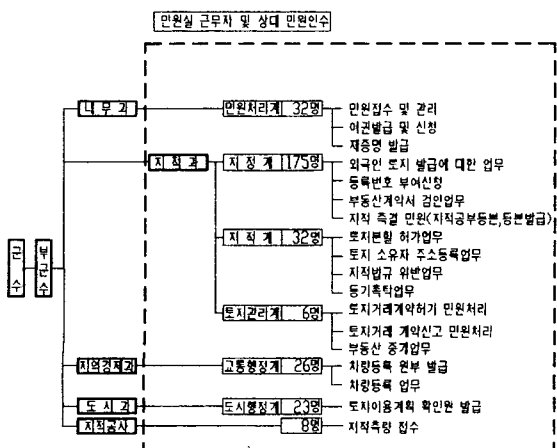 민원실 근무자 및 상대 민원인수
내 무 과 민원처리계 32명
민원접수 및 관리
여권발급 및 신청
제증명 발급
지 적 과 지 정 계 175명
외국인 토지 발급에 대한 업무
등록번호 부여신청
부동산계약서 검인업무
지적 즉결 민원(지적공부등본,등본발급)
지 적 계 32명
토지분할 허가업무
토지 소유자 주소등록업무
지적법규 위반업무
등기촉탁업무
군 수
부 군 수
토지관리계 6명
토지거래계약허가 민원처리
토지거래 계약신고 민원처리
부동산 중개업무
지역경제과 교통행정계 26명
차량등록 원부 발급
차량등록 업무
도 시 과 도시행정계 23명
토지이용계획 확인원 발급
지적공사 8명
지적측량 접수